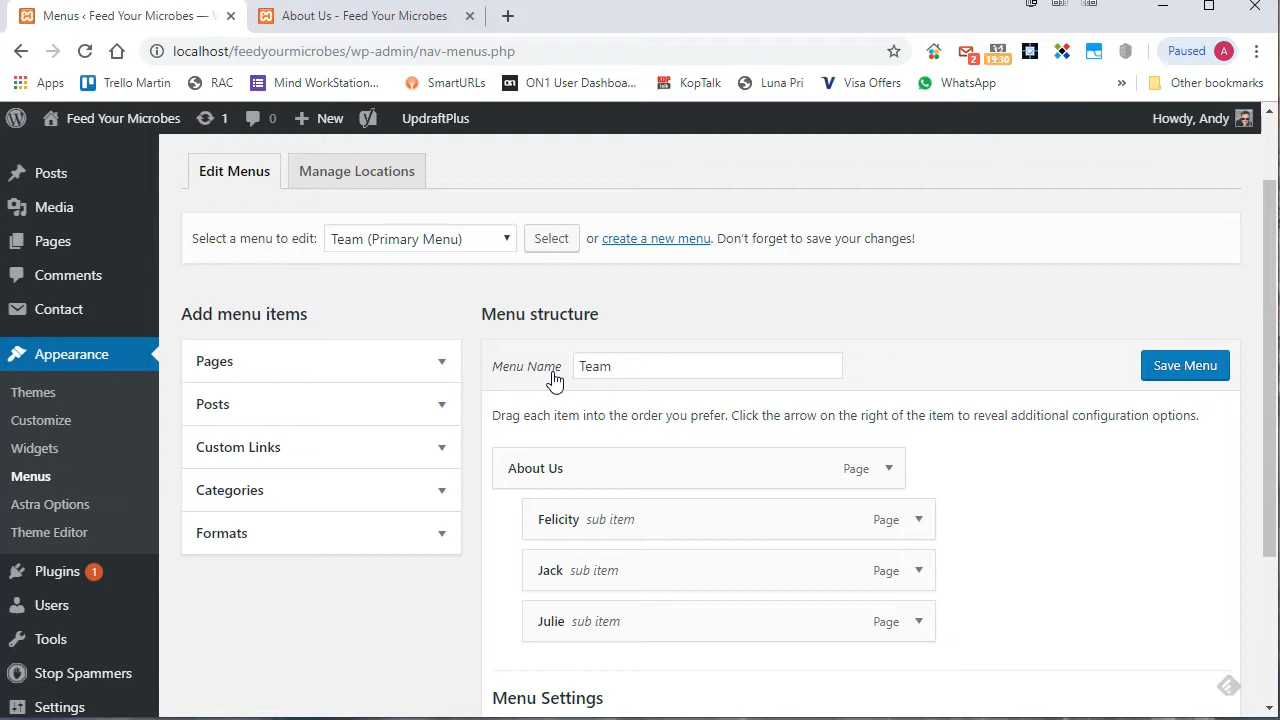 Menus ‹ Feed Your Microbes —
About Us - Feed Your Microbes
localhost/feedyourmicrobes/wp-admin/nav-menus.php
2
19:30
Paused A
Apps Trello Martin RAC Mind WorkStation... SmartURLs on ON1 User Dashboa... KOP TALK KopTalk Luna Pri Visa Offers WhatsApp » Other bookmarks
Feed Your Microbes 1 0 New UpdraftPlus Howdy, Andy
Posts
Media
Pages
Comments
Contact
Appearance
Themes
Customize
Widgets
Menus
Astra Options
Theme Editor
Plugins 1
Users
Tools
Stop Spammers
Settings
Edit Menus Manage Locations
Select a menu to edit: Team (Primary Menu) Select or create a new menu. Don't forget to save your changes!
Add menu items
Pages
Posts
Custom Links
Categories
Formats
Menu structure
Menu Name Team Save Menu
Drag each item into the order you prefer. Click the arrow on the right of the item to reveal additional configuration options.
About Us Page
Felicity sub item Page
Jack sub item Page
Julie sub item Page
Menu Settings